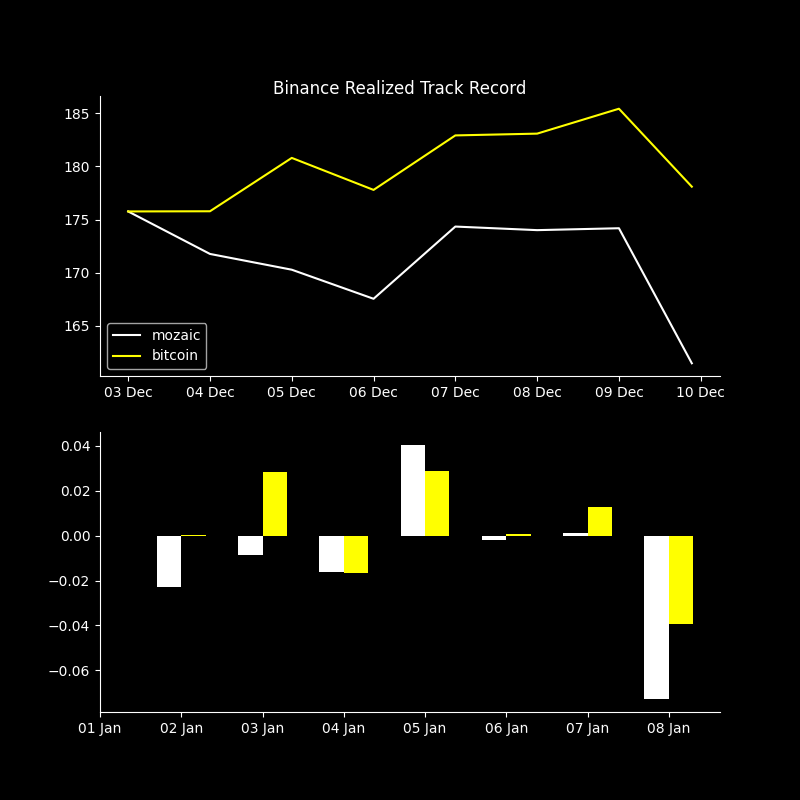 Binance Realized Track Record
185
180
175
170
165
mozaic
bitcoin
03 Dec 04 Dec 05 Dec 06 Dec 07 Dec 08 Dec 09 Dec 10 Dec
0.04
0.02
0.00
−0.02
−0.04
−0.06
01 Jan 02 Jan 03 Jan 04 Jan 05 Jan 06 Jan 07 Jan 08 Jan